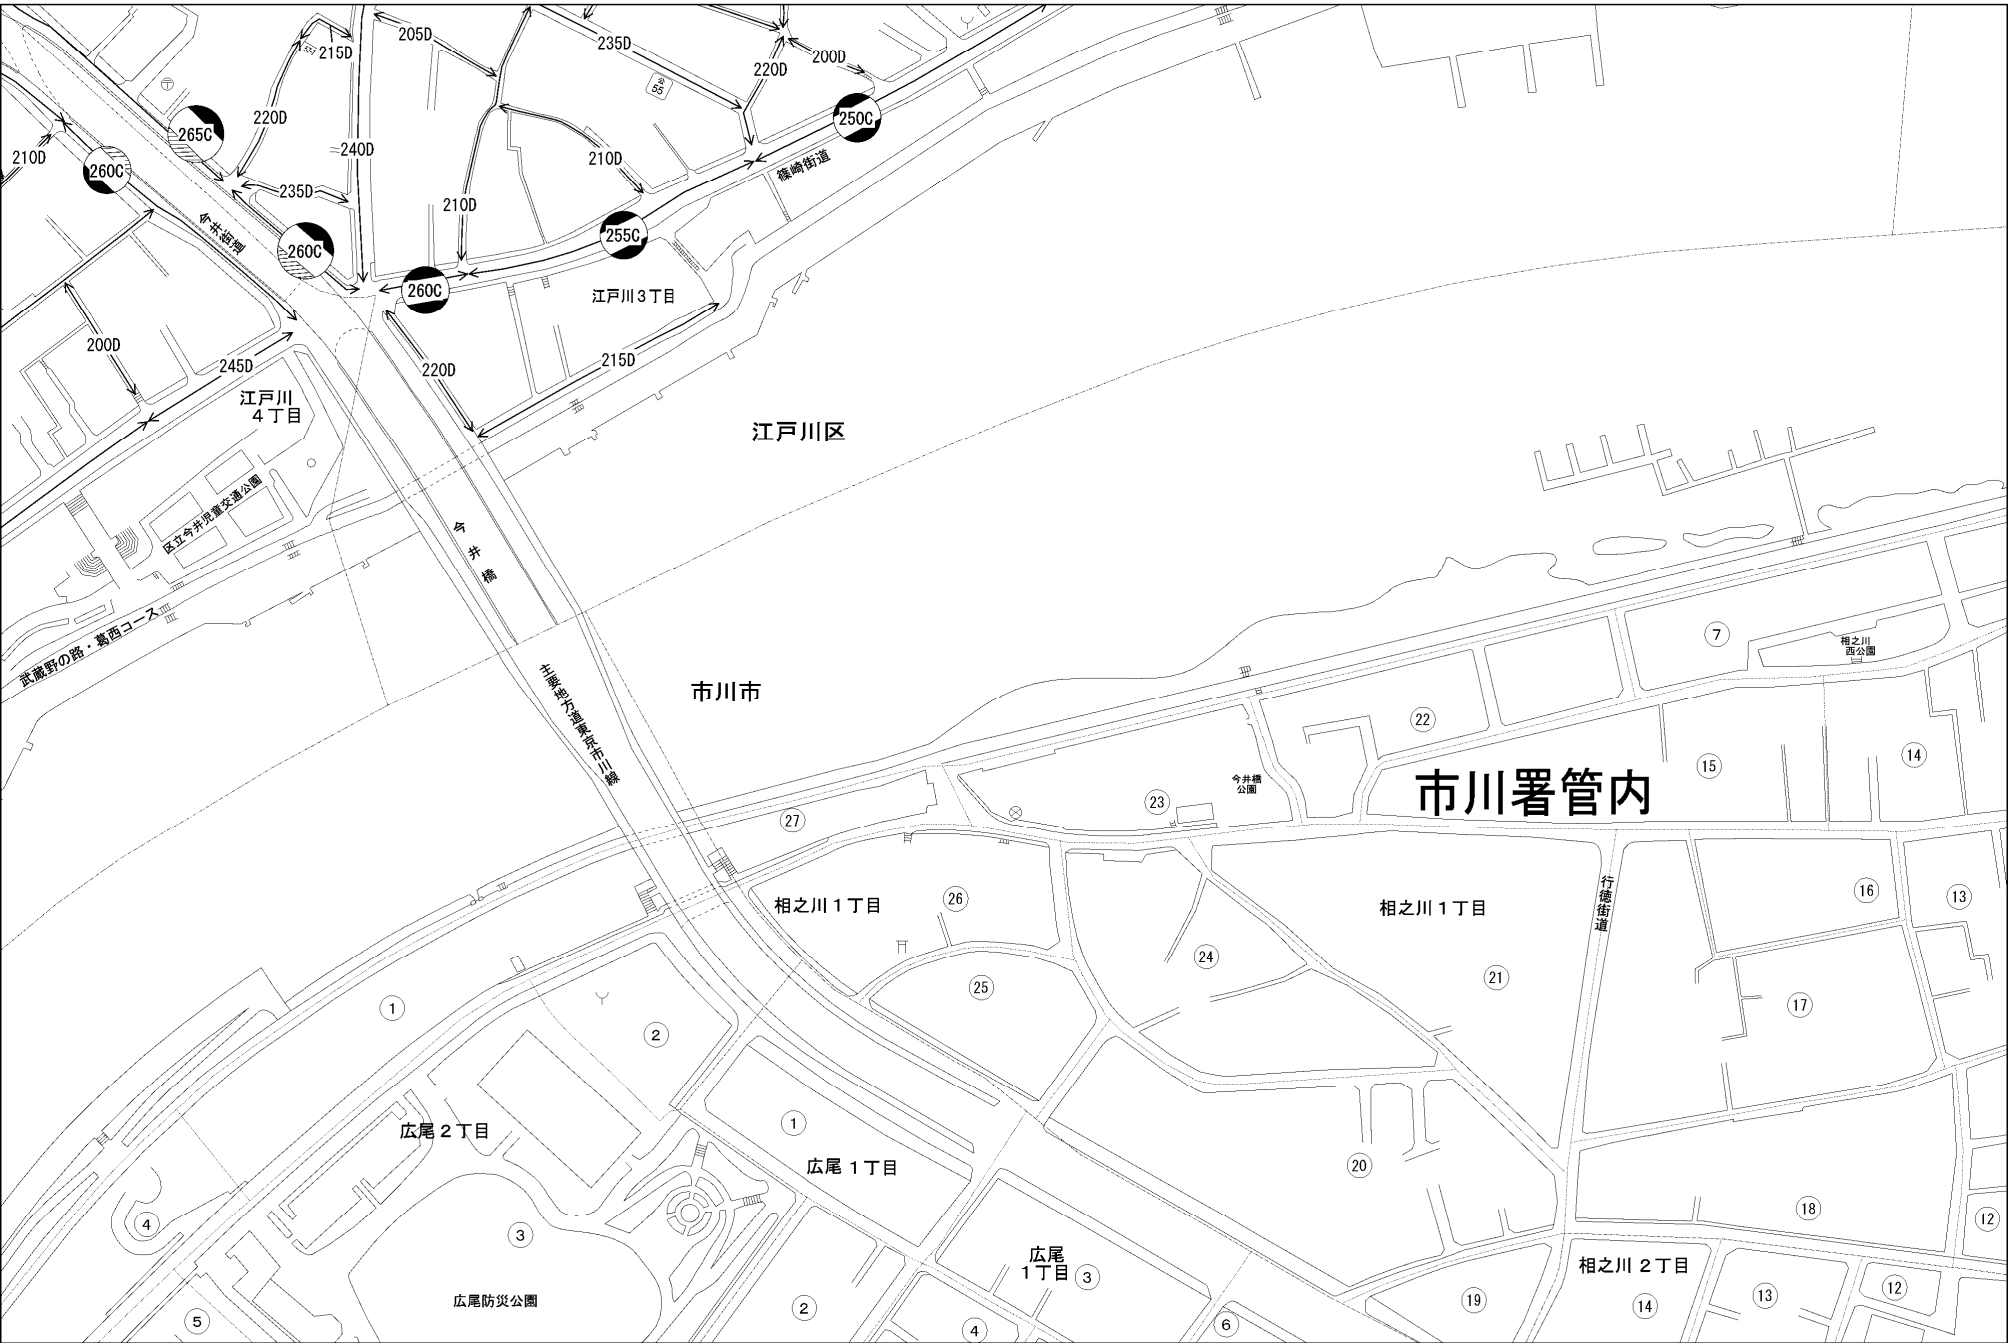 205D
235D
215D
200D
220D
公
55
265C
220D
250C
240D
210D
260C
210D
篠崎街道
235D
210D
今井街道
260C
255C
260C
江戸川3丁目
200D
245D
220D
215D
江戸川
4丁目
江戸川区
区立今井児童交通公園
今井橋
武蔵野の路・葛西コース
主要地方道東京市川線
市川市
7
相之川
西公園
22
15
14
今井橋
公園
23
市川署管内
27
相之川1丁目
26
相之川1丁目
行徳街道
16
13
24
25
21
17
1
2
広尾2丁目
1
広尾1丁目
20
4
3
18
12
広尾
1丁目
3
相之川2丁目
広尾防災公園
5
2
4
6
19
14
13
12